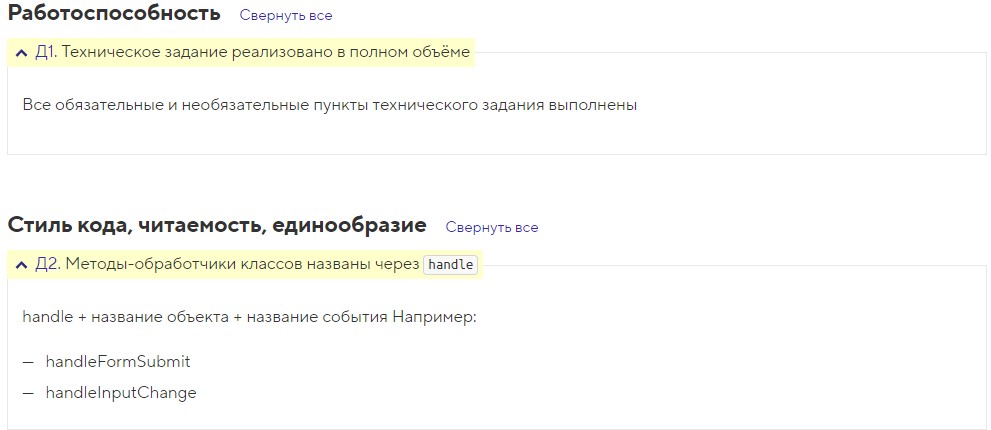 Работоспособность Свернуть все
Д1. Техническое задание реализовано в полном объёме
Все обязательные и необязательные пункты технического задания выполнены
Стиль кода, читаемость, единообразие Свернуть все
Д2. Методы-обработчики классов названы через handle
handle + название объекта + название события Например:
— handleFormSubmit
— handleInputChange